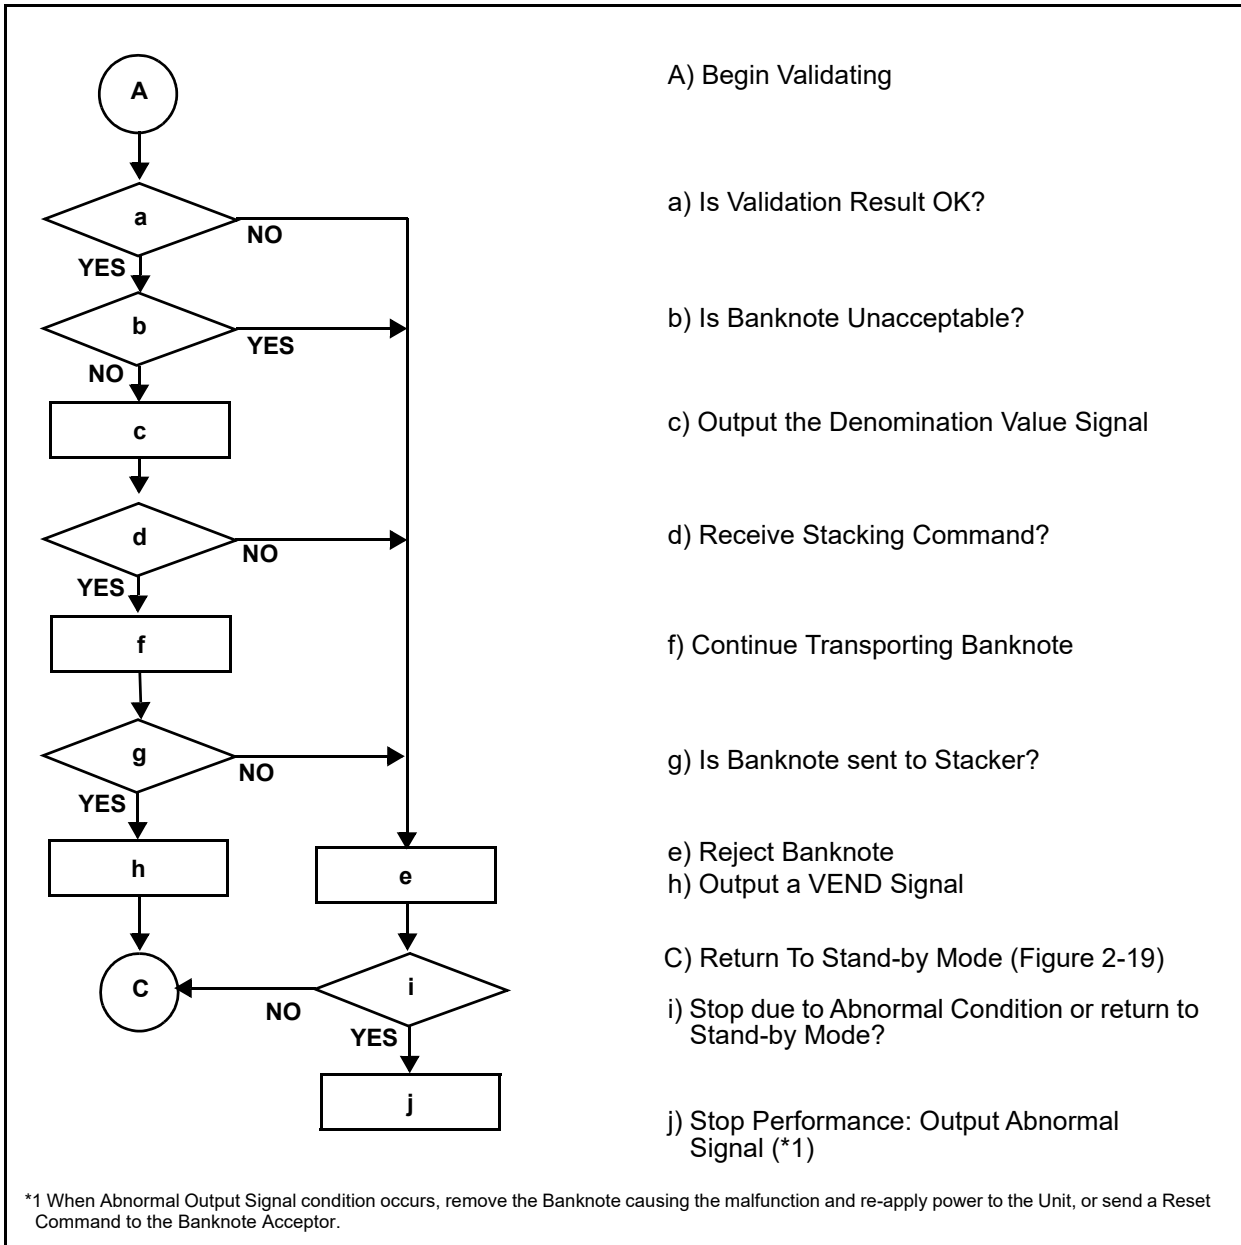 A
A) Begin Validating
a
a) Is Validation Result OK?
NO
YES
b
b) Is Banknote Unacceptable?
YES
NO
c
c) Output the Denomination Value Signal
d
d) Receive Stacking Command?
NO
YES
f
f) Continue Transporting Banknote
g
g) Is Banknote sent to Stacker?
NO
YES
h
e
e) Reject Banknote
h) Output a VEND Signal
C
i
C) Return To Stand-by Mode (Figure 2-19)
NO
YES
i) Stop due to Abnormal Condition or return to
Stand-by Mode?
j
j) Stop Performance: Output Abnormal
Signal (*1)
*1 When Abnormal Output Signal condition occurs, remove the Banknote causing the malfunction and re-apply power to the Unit, or send a Reset
Command to the Banknote Acceptor.